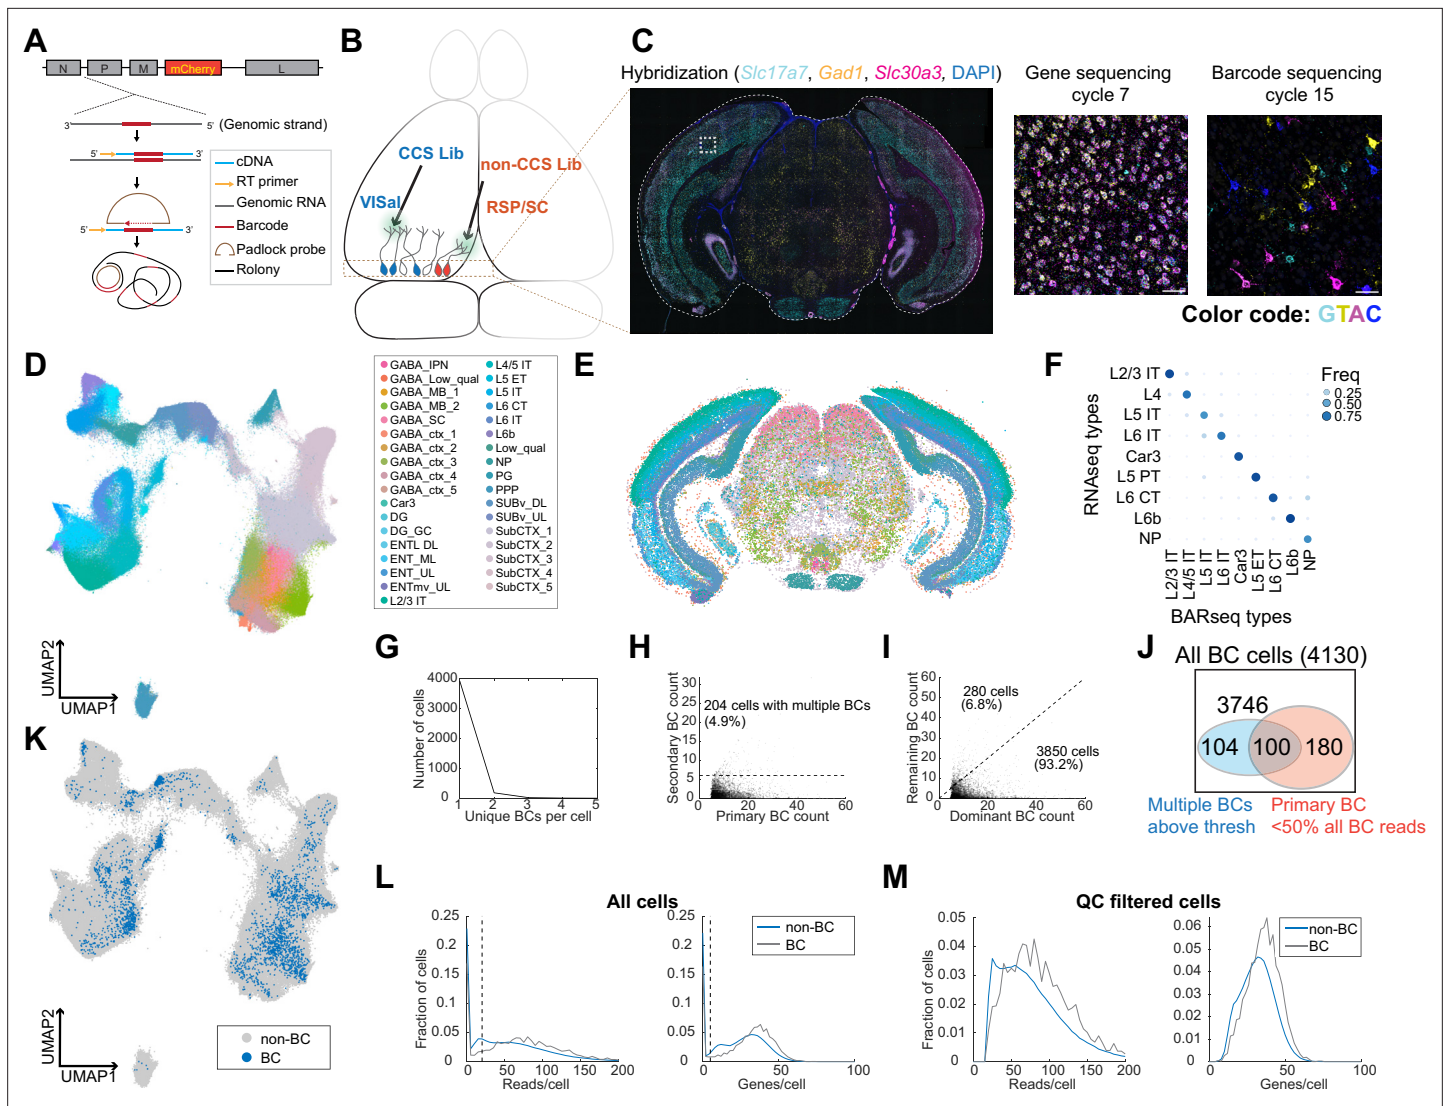 A
N
P
M
mCherry
L
3'
5'
(Genomic strand)
5'
3'
5'
3'
cDNA
RT primer
Genomic RNA
Barcode
Padlock probe
Rolony
B
CCS Lib
non-CCS Lib
VISal
RSP/SC
C
Hybridization (Slc17a7, Gad1, Slc30a3, DAPI)
Gene sequencing
cycle 7
Barcode sequencing
cycle 15
Color code: GTAC
D
UMAP2
UMAP1
GABA_IPN
GABA_Low_qual
GABA_MB_1
GABA_MB_2
GABA_SC
GABA_ctx_1
GABA_ctx_2
GABA_ctx_3
GABA_ctx_4
GABA_ctx_5
Car3
DG
DG_GC
ENTL DL
ENT_ML
ENT_UL
ENTmv_UL
L2/3 IT
L4/5 IT
L5 ET
L5 IT
L6 CT
L6 IT
L6b
Low_qual
NP
PG
PPP
SUBv_DL
SUBv_UL
SubCTX_1
SubCTX_2
SubCTX_3
SubCTX_4
SubCTX_5
E
F
RNAseq types
L2/3 IT
L4
L5 IT
L6 IT
Car3
L5 PT
L6 CT
L6b
NP
L2/3 IT
L4/5 IT
L5 IT
L6 IT
Car3
L5 ET
L6 CT
L6b
NP
BARseq types
Freq
0.25
0.50
0.75
G
Number of cells
4000
3000
2000
1000
0
1 2 3 4 5
Unique BCs per cell
H
Secondary BC count
30
25
20
15
10
5
0
204 cells with multiple BCs
(4.9%)
0 20 40 60
Primary BC count
I
Remaining BC count
60
50
40
30
20
10
0
280 cells
(6.8%)
3850 cells
(93.2%)
0 20 40 60
Dominant BC count
J
All BC cells (4130)
3746
104 100 180
Multiple BCs
above thresh
Primary BC
<50% all BC reads
K
UMAP2
UMAP1
non-BC
BC
L
All cells
Fraction of cells
0.25
0.2
0.15
0.1
0.05
0
0 50 100 150 200
Reads/cell
0.25
0.2
0.15
0.1
0.05
0
0 50 100
Genes/cell
non-BC
BC
M
QC filtered cells
Fraction of cells
0.05
0.04
0.03
0.02
0.01
0
0 50 100 150 200
Reads/cell
0.06
0.05
0.04
0.03
0.02
0.01
0
0 50 100
Genes/cell
non-BC
BC